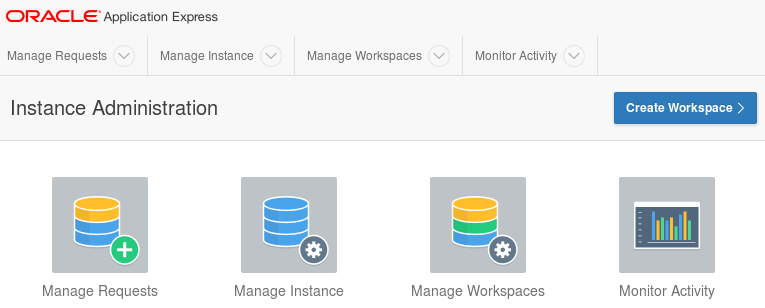 ORACLE® Application Express
Manage Requests Manage Instance Manage Workspaces Monitor Activity
Instance Administration Create Workspace
Manage Requests Manage Instance Manage Workspaces Monitor Activity